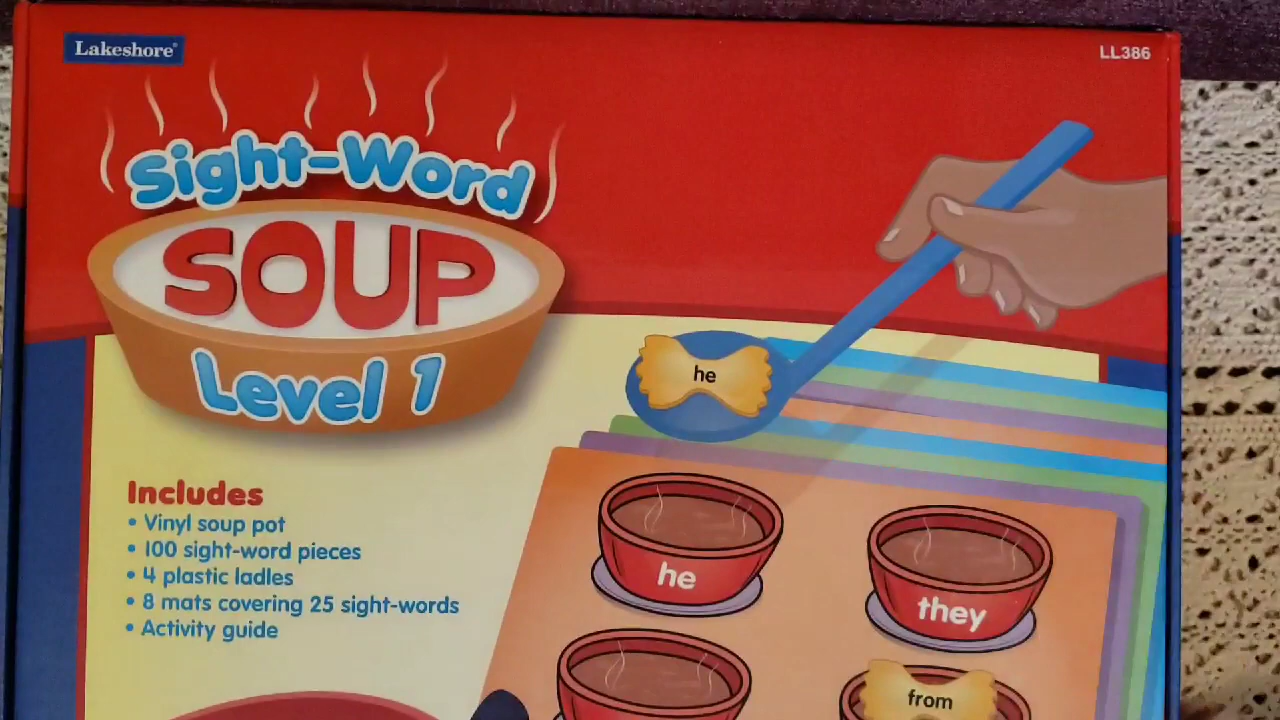 Lakeshore®
LL386
Sight-Word
SOUP
Level 1
he
Includes
• Vinyl soup pot
• 100 sight-word pieces
• 4 plastic ladles
• 8 mats covering 25 sight-words
• Activity guide
he
they
from